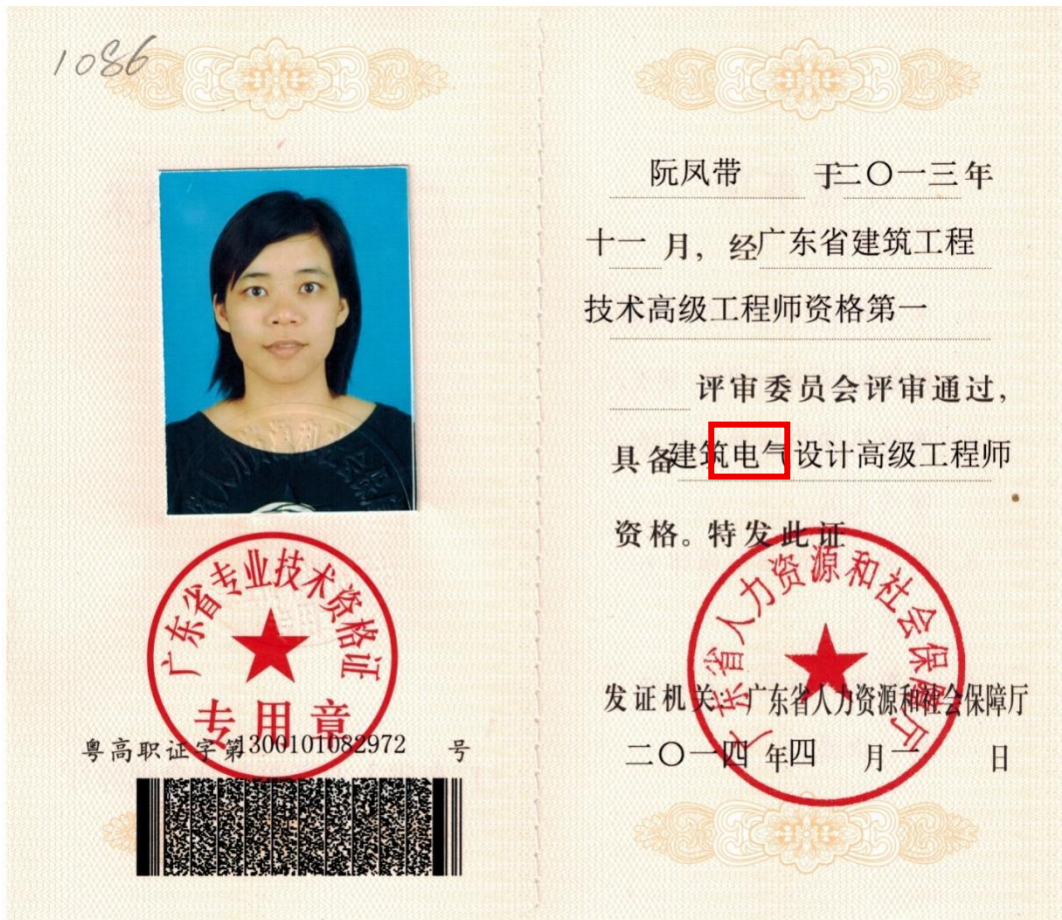 1086
广东省专业技术资格证
专用章
粤高职证字第1300101082972 号
阮凤带 于二〇一三年
十一月，经广东省建筑工程
技术高级工程师资格第一
评审委员会评审通过，
具备建筑电气设计高级工程师
资格。特发此证
广东省人力资源和社会保障厅
发证机关：广东省人力资源和社会保障厅
二〇一四年四月一日